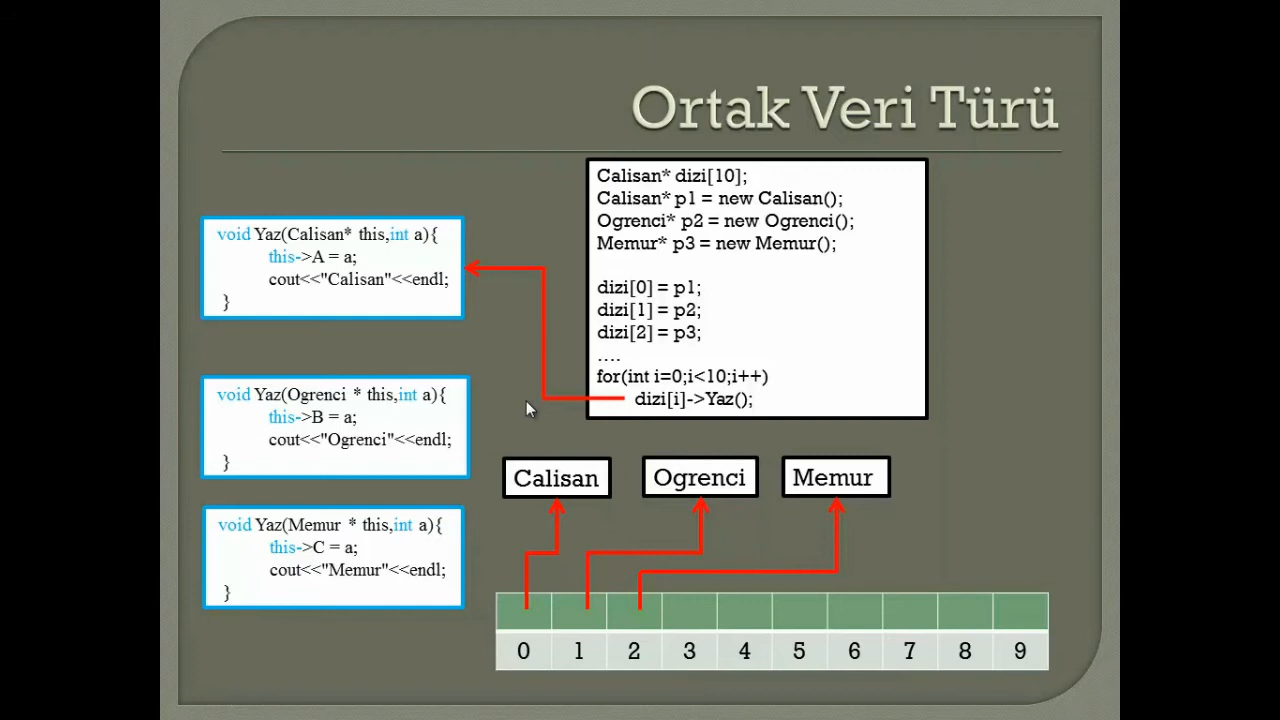 Ortak Veri Türü
Calisan* dizi[10];
Calisan* p1 = new Calisan();
Ogrenci* p2 = new Ogrenci();
Memur* p3 = new Memur();
dizi[0] = p1;
dizi[1] = p2;
dizi[2] = p3;
....
for(int i=0;i<10;i++)
dizi[i]->Yaz();
void Yaz(Calisan* this,int a){
this->A = a;
cout<<"Calisan"<<endl;
}
void Yaz(Ogrenci * this,int a){
this->B = a;
cout<<"Ogrenci"<<endl;
}
void Yaz(Memur * this,int a){
this->C = a;
cout<<"Memur"<<endl;
}
Calisan Ogrenci Memur
0 1 2 3 4 5 6 7 8 9